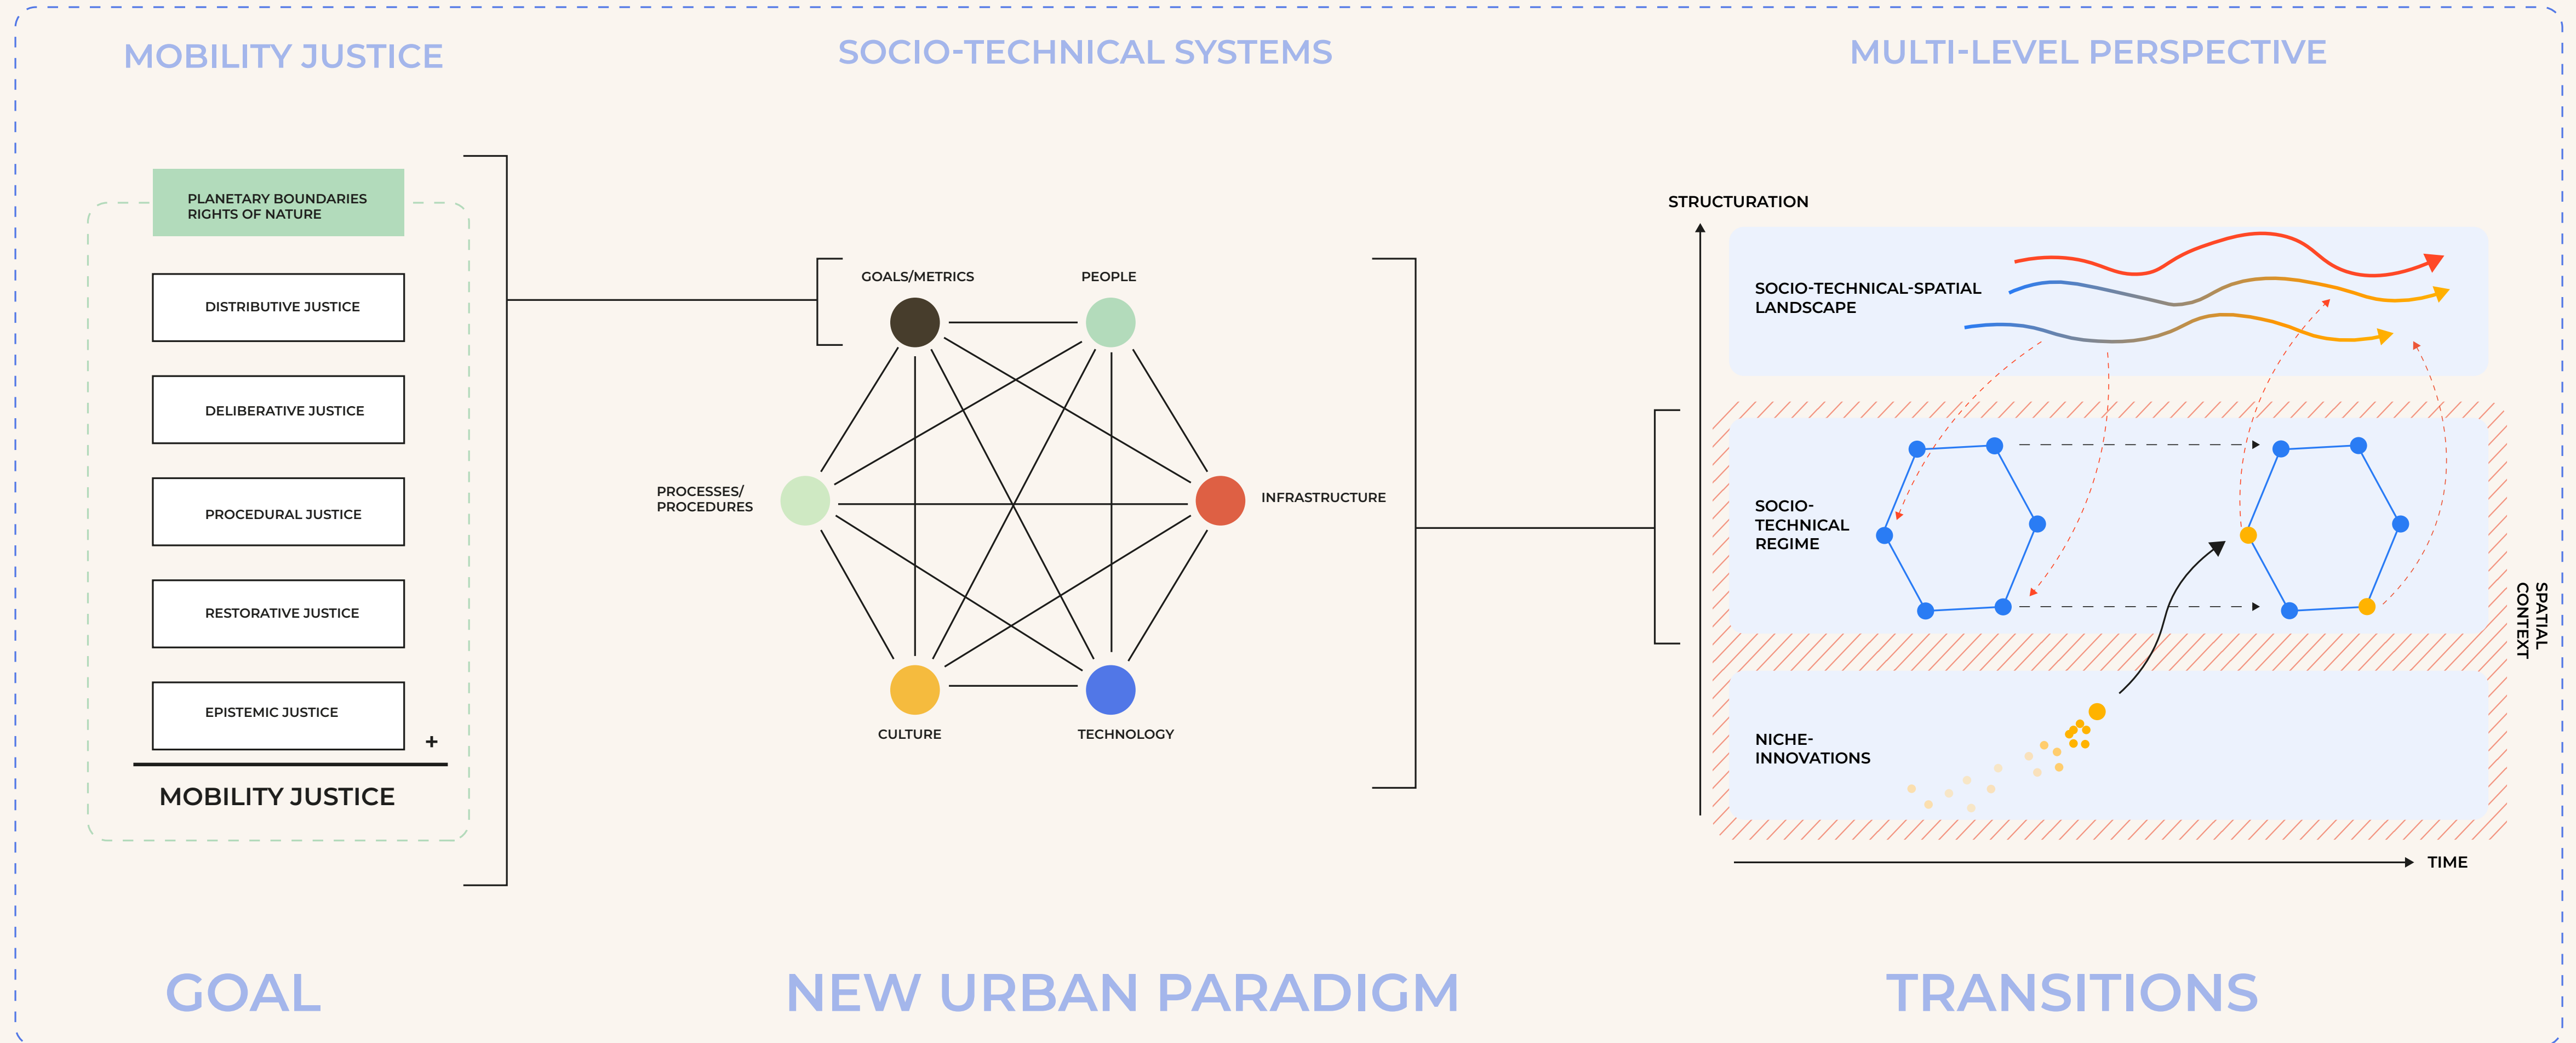 MOBILITY JUSTICE
PLANETARY BOUNDARIES
RIGHTS OF NATURE
DISTRIBUTIVE JUSTICE
DELIBERATIVE JUSTICE
PROCEDURAL JUSTICE
RESTORATIVE JUSTICE
EPISTEMIC JUSTICE
+
MOBILITY JUSTICE
GOAL
SOCIO-TECHNICAL SYSTEMS
GOALS/METRICS
PEOPLE
PROCESSES/
PROCEDURES
INFRASTRUCTURE
CULTURE
TECHNOLOGY
NEW URBAN PARADIGM
MULTI-LEVEL PERSPECTIVE
STRUCTURATION
SOCIO-TECHNICAL-SPATIAL
LANDSCAPE
SOCIO-
TECHNICAL
REGIME
NICHE-
INNOVATIONS
SPATIAL
CONTEXT
TIME
TRANSITIONS